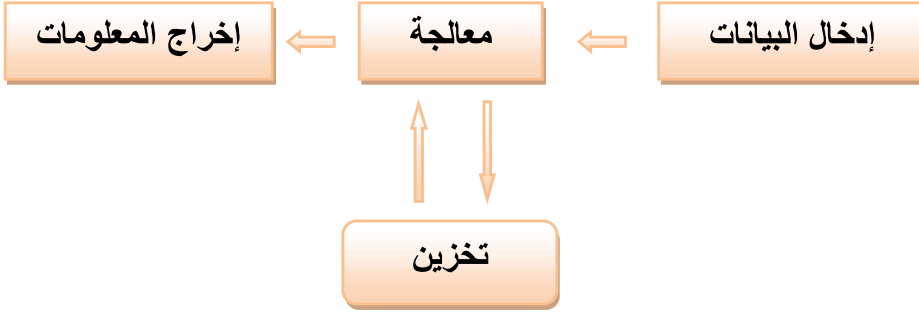 إدخال البيانات
معالجة
إخراج المعلومات
تخزين